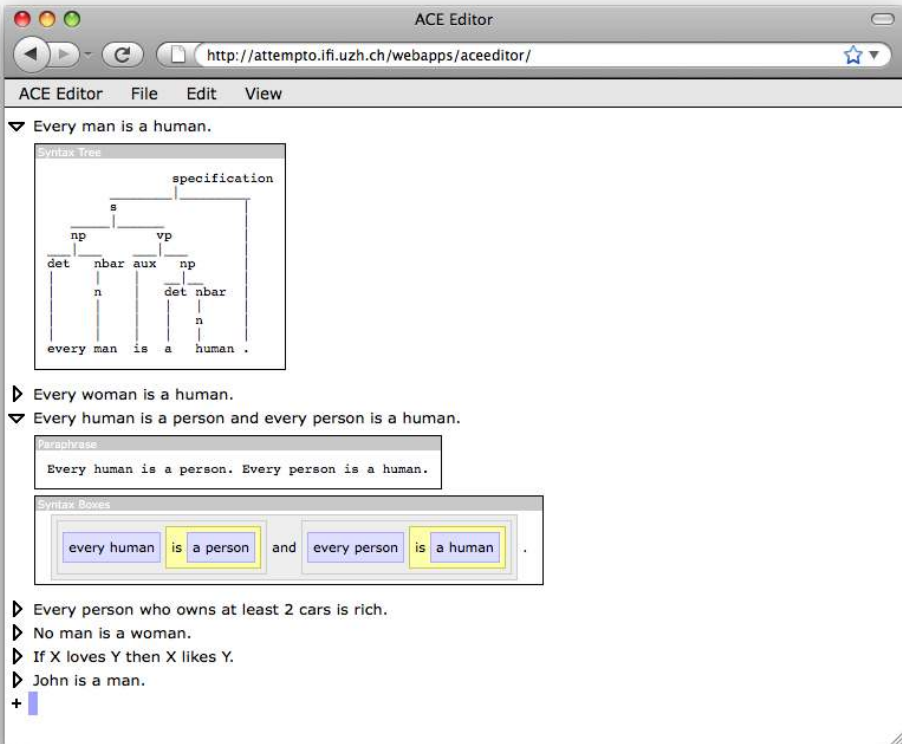 ACE Editor
http://attempto.ifi.uzh.ch/webapps/aceeditor/
ACE Editor File Edit View
Every man is a human.
Syntax Tree
specification
s
np vp
det nbar aux np
n det nbar
n
every man is a human .
Every woman is a human.
Every human is a person and every person is a human.
Paraphrase
Every human is a person. Every person is a human.
Syntax Boxes
every human is a person and every person is a human .
Every person who owns at least 2 cars is rich.
No man is a woman.
If X loves Y then X likes Y.
John is a man.
+